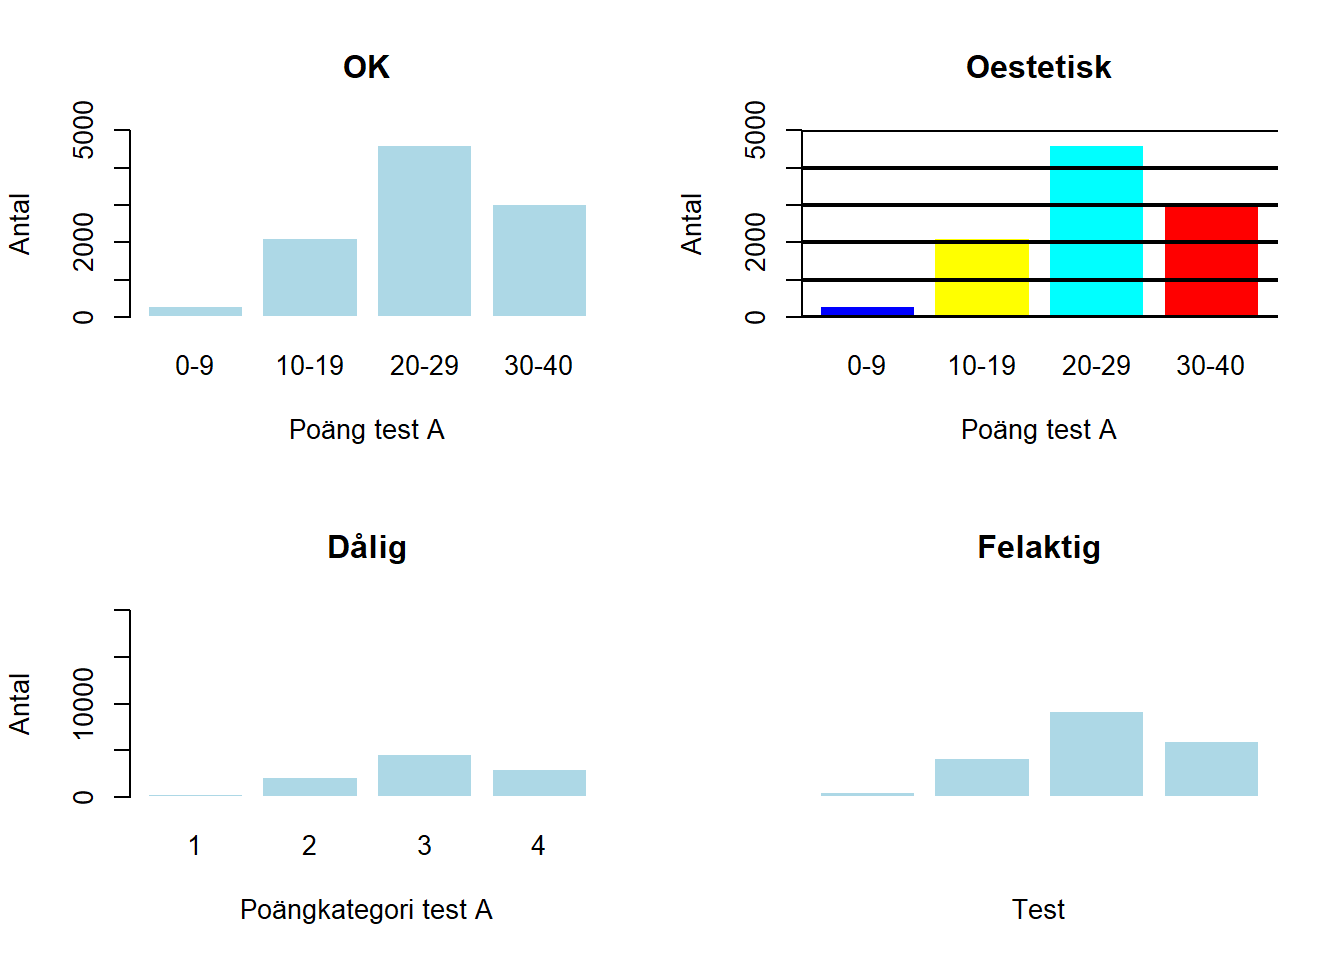 OK
Antal
5000
2000
0
0-9 10-19 20-29 30-40
Poäng test A
Oestetisk
Antal
5000
2000
0
0-9 10-19 20-29 30-40
Poäng test A
Dålig
Antal
10000
0
1 2 3 4
Poängkategori test A
Felaktig
Test